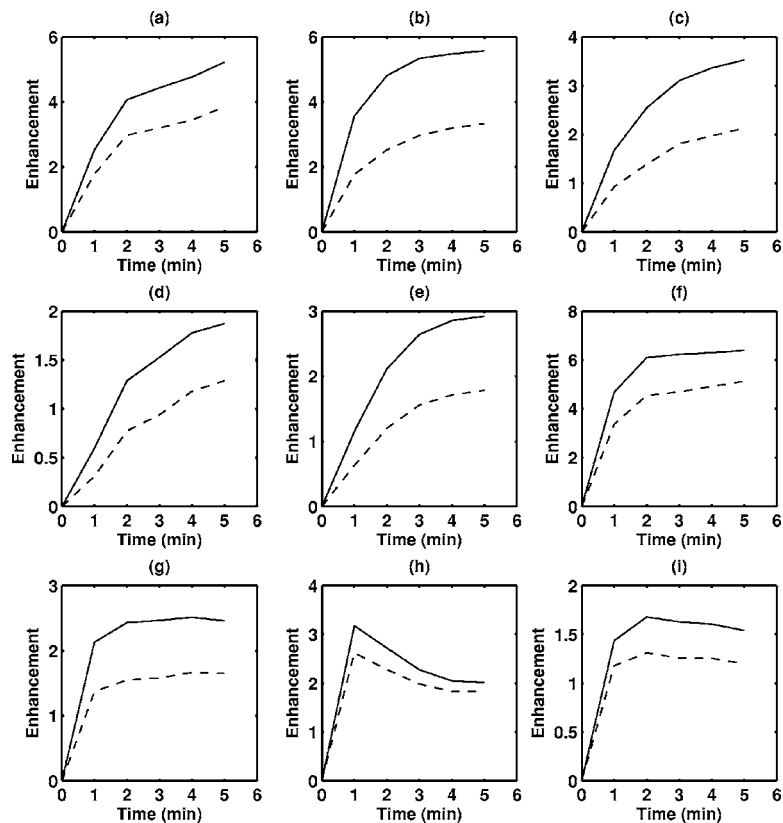 (a)
Enhancement
6
4
2
0
0 1 2 3 4 5 6
Time (min)
(b)
Enhancement
6
4
2
0
0 1 2 3 4 5 6
Time (min)
(c)
Enhancement
4
3
2
1
0
0 1 2 3 4 5 6
Time (min)
(d)
Enhancement
2
1.5
1
0.5
0
0 1 2 3 4 5 6
Time (min)
(e)
Enhancement
3
2
1
0
0 1 2 3 4 5 6
Time (min)
(f)
Enhancement
8
6
4
2
0
0 1 2 3 4 5 6
Time (min)
(g)
Enhancement
3
2
1
0
0 1 2 3 4 5 6
Time (min)
(h)
Enhancement
4
3
2
1
0
0 1 2 3 4 5 6
Time (min)
(i)
Enhancement
2
1.5
1
0.5
0
0 1 2 3 4 5 6
Time (min)